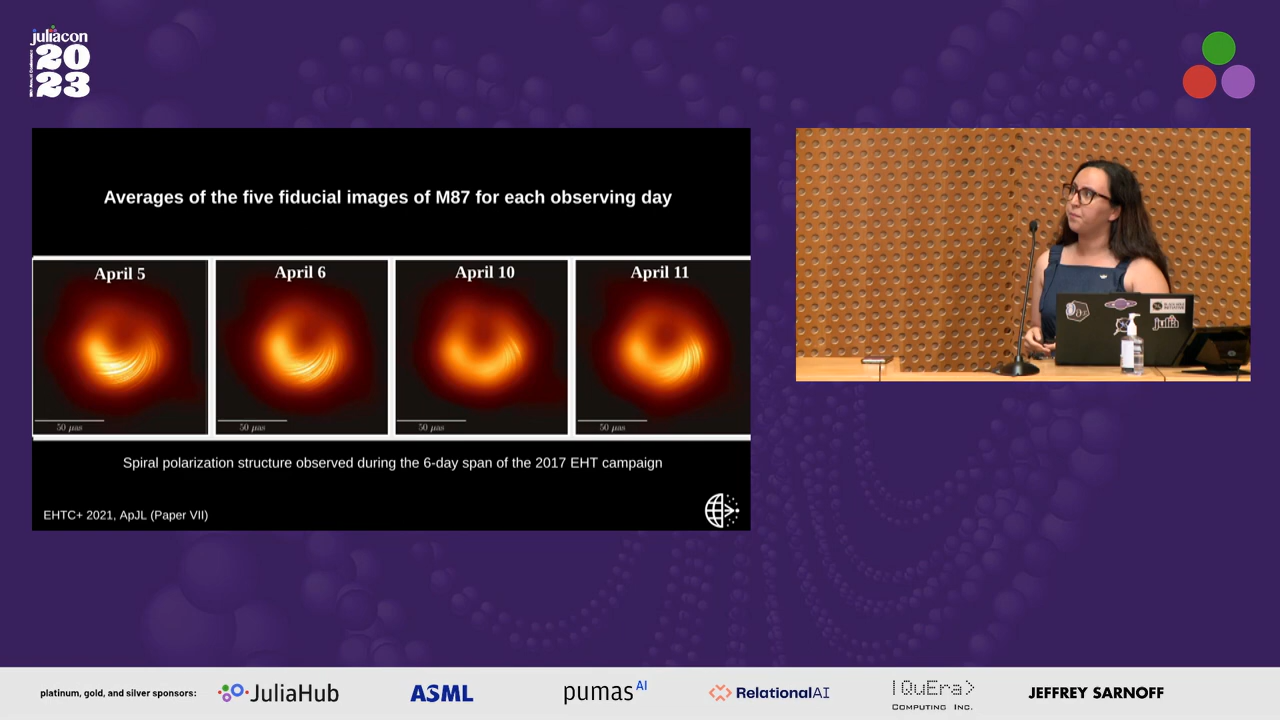 juliacon
2023
Averages of the five fiducial images of M87 for each observing day
April 5
April 6
April 10
April 11
50 μas
50 μas
50 μas
50 μas
Spiral polarization structure observed during the 6-day span of the 2017 EHT campaign
EHTC+ 2021, ApJL (Paper VII)
julia
platinum, gold, and silver sponsors:
JuliaHub
ASML
pumas AI
RelationalAI
|QuEra>
COMPUTING INC.
JEFFREY SARNOFF